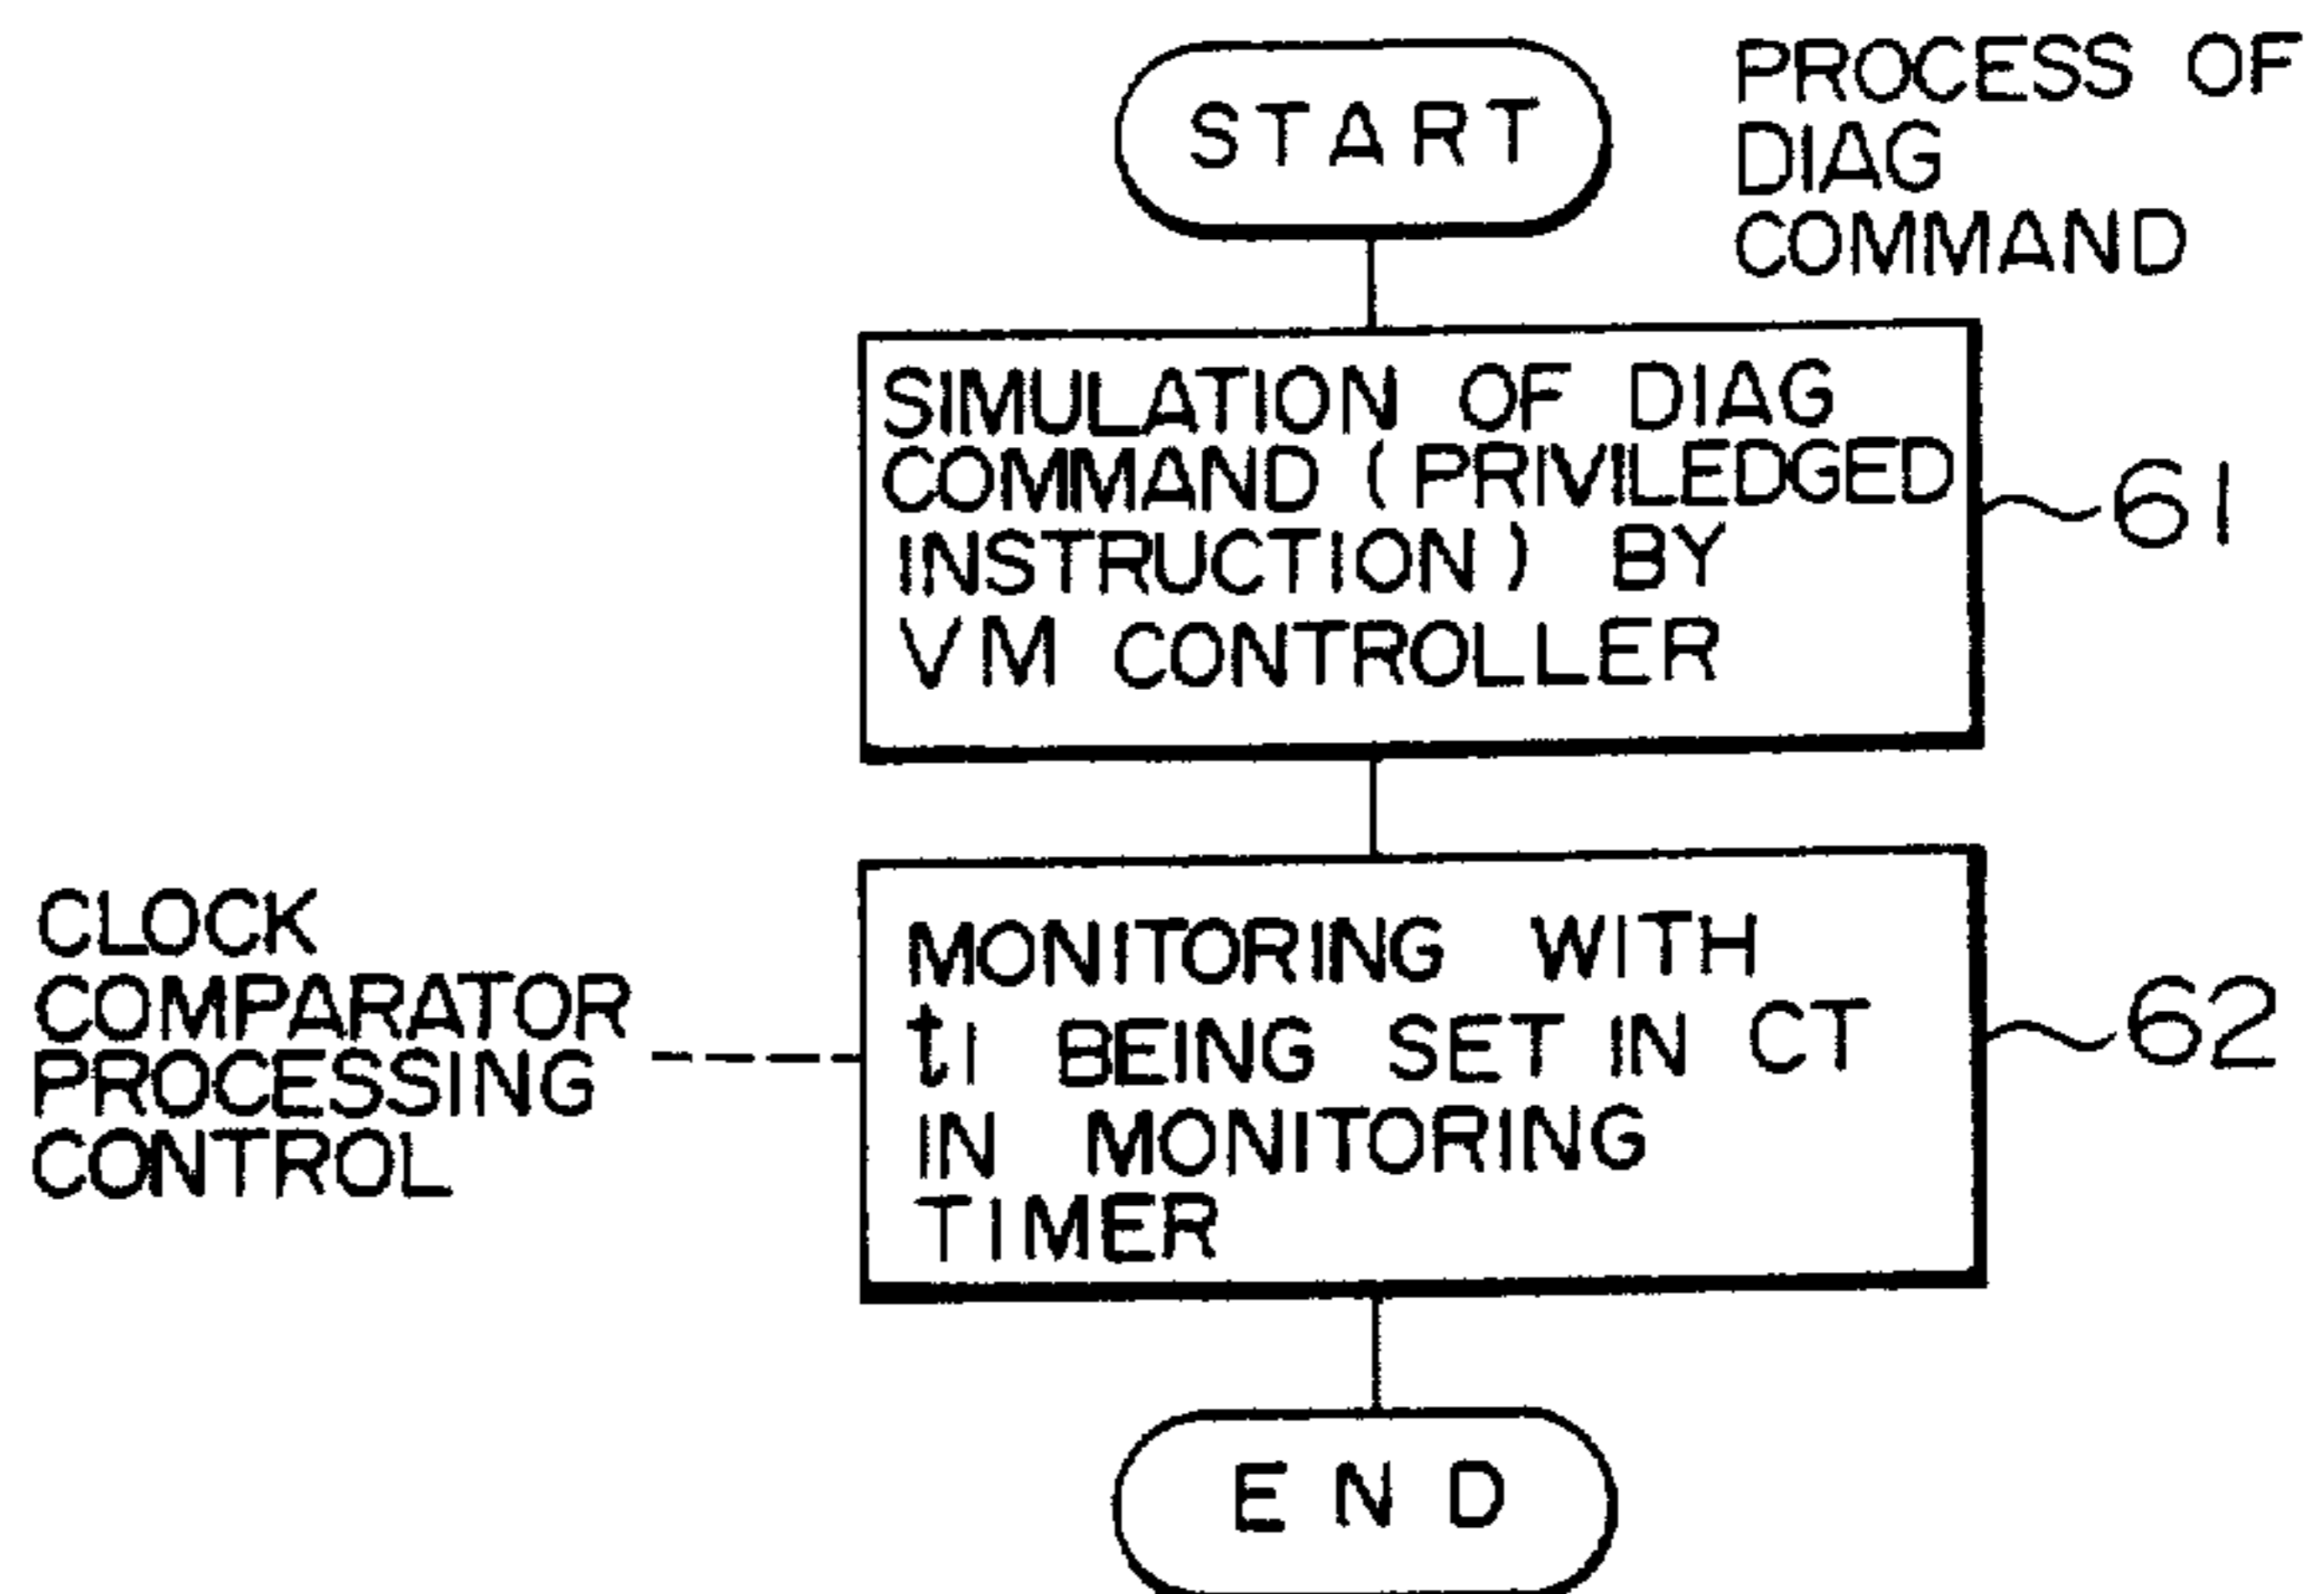 START
PROCESS OF
DIAG
COMMAND
SIMULATION OF DIAG
COMMAND (PRIVILEDGED
INSTRUCTION) BY
VM CONTROLLER
61
CLOCK
COMPARATOR
PROCESSING
CONTROL
MONITORING WITH
t1 BEING SET IN CT
IN MONITORING
TIMER
62
END